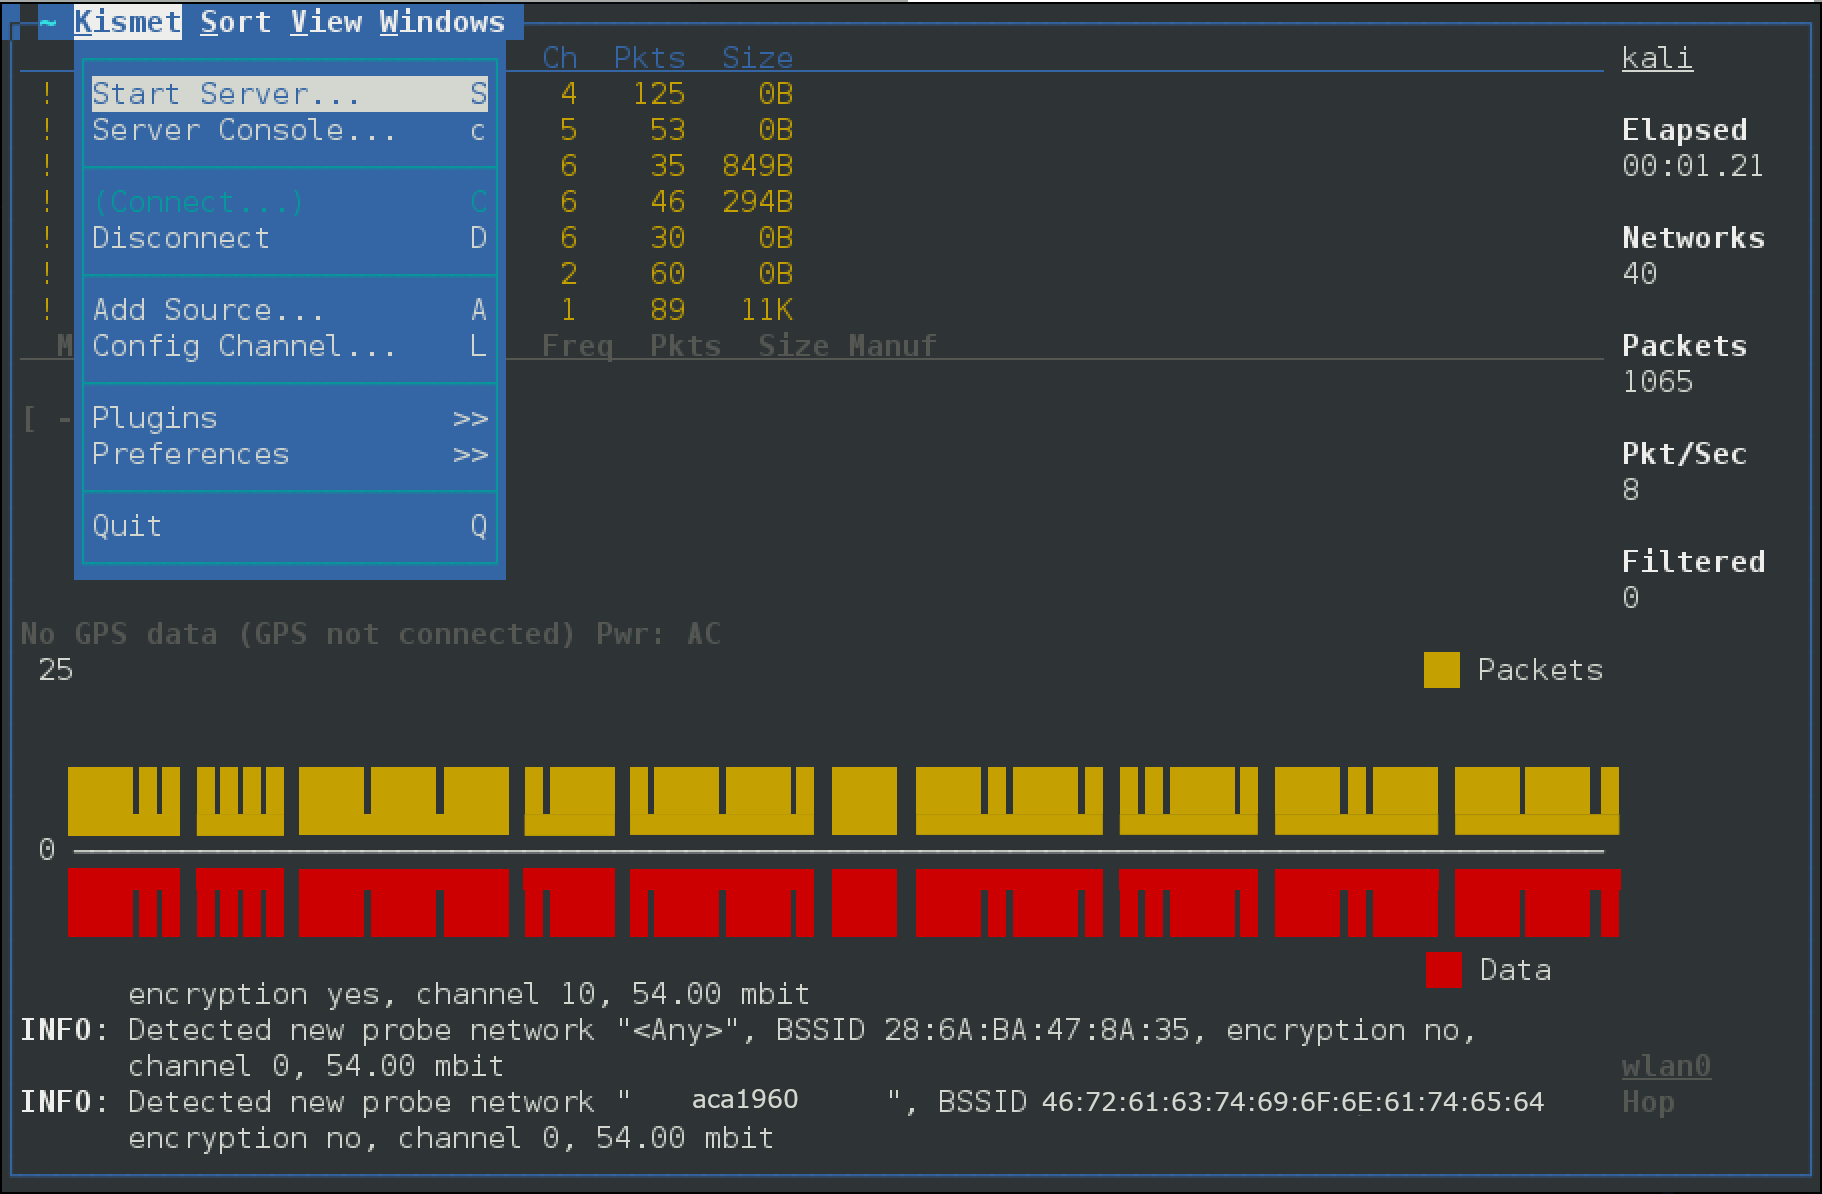 ~ Kismet Sort View Windows
Ch Pkts Size
kali
Start Server... S
! 4 125 0B
Server Console... c
! 5 53 0B
Elapsed
! 6 35 849B
00:01.21
(Connect...) C
! 6 46 294B
Disconnect D
! 6 30 0B
Networks
! 2 60 0B
40
Add Source... A
! 1 89 11K
Config Channel... L
M Freq Pkts Size Manuf
Packets
1065
[ - Plugins >>
Preferences >>
Pkt/Sec
8
Quit Q
Filtered
0
No GPS data (GPS not connected) Pwr: AC
25
Packets
0
Data
encryption yes, channel 10, 54.00 mbit
INFO: Detected new probe network "<Any>", BSSID 28:6A:BA:47:8A:35, encryption no,
channel 0, 54.00 mbit
wlan0
INFO: Detected new probe network " aca1960 ", BSSID 46:72:61:63:74:69:6F:6E:61:74:65:64
Hop
encryption no, channel 0, 54.00 mbit